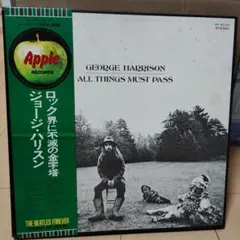 Apple
RECORDS
GEORGE HARRISON
ALL THINGS MUST PASS
ロック界に不滅の金字塔
ジョージ・ハリスン
THE BEATLES FOREVER